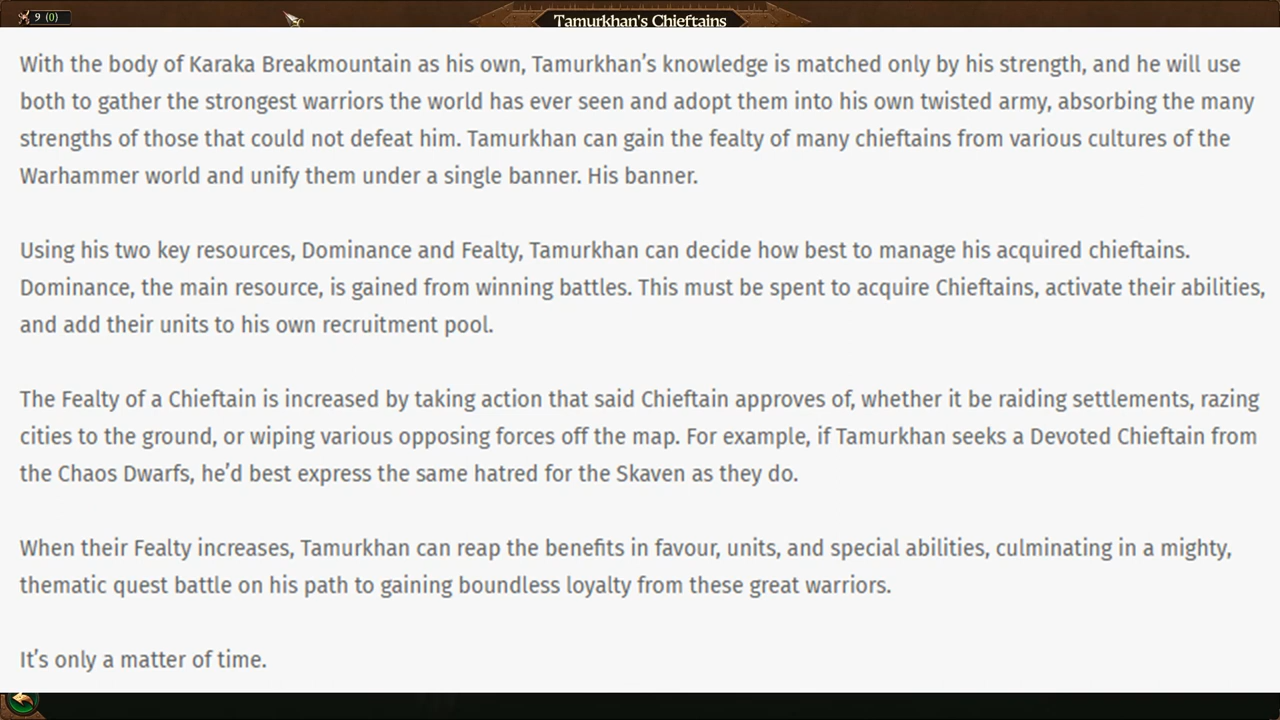 9 (0)
Tamurkhan's Chieftains
With the body of Karaka Breakmountain as his own, Tamurkhan’s knowledge is matched only by his strength, and he will use
both to gather the strongest warriors the world has ever seen and adopt them into his own twisted army, absorbing the many
strengths of those that could not defeat him. Tamurkhan can gain the fealty of many chieftains from various cultures of the
Warhammer world and unify them under a single banner. His banner.
Using his two key resources, Dominance and Fealty, Tamurkhan can decide how best to manage his acquired chieftains.
Dominance, the main resource, is gained from winning battles. This must be spent to acquire Chieftains, activate their abilities,
and add their units to his own recruitment pool.
The Fealty of a Chieftain is increased by taking action that said Chieftain approves of, whether it be raiding settlements, razing
cities to the ground, or wiping various opposing forces off the map. For example, if Tamurkhan seeks a Devoted Chieftain from
the Chaos Dwarfs, he’d best express the same hatred for the Skaven as they do.
When their Fealty increases, Tamurkhan can reap the benefits in favour, units, and special abilities, culminating in a mighty,
thematic quest battle on his path to gaining boundless loyalty from these great warriors.
It’s only a matter of time.